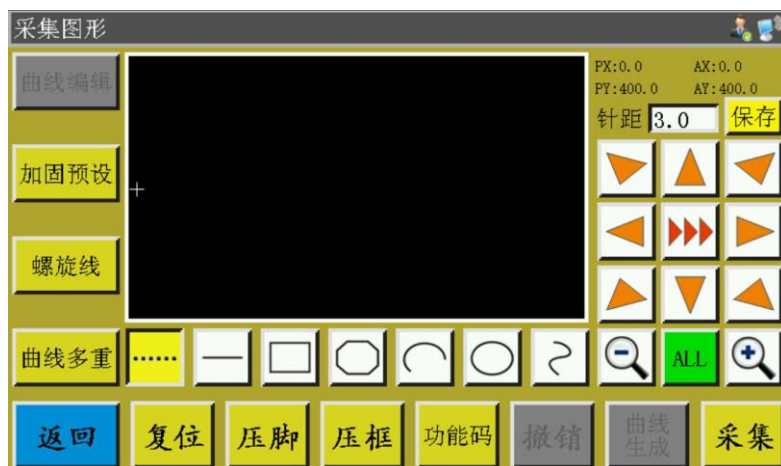 采集图形
曲线编辑
加固预设
螺旋线
曲线多重
PX:0.0 AX:0.0
PY:400.0 AY:400.0
针距 3.0 保存
ALL
返回 复位 压脚 压框 功能码 撤销 曲线生成 采集